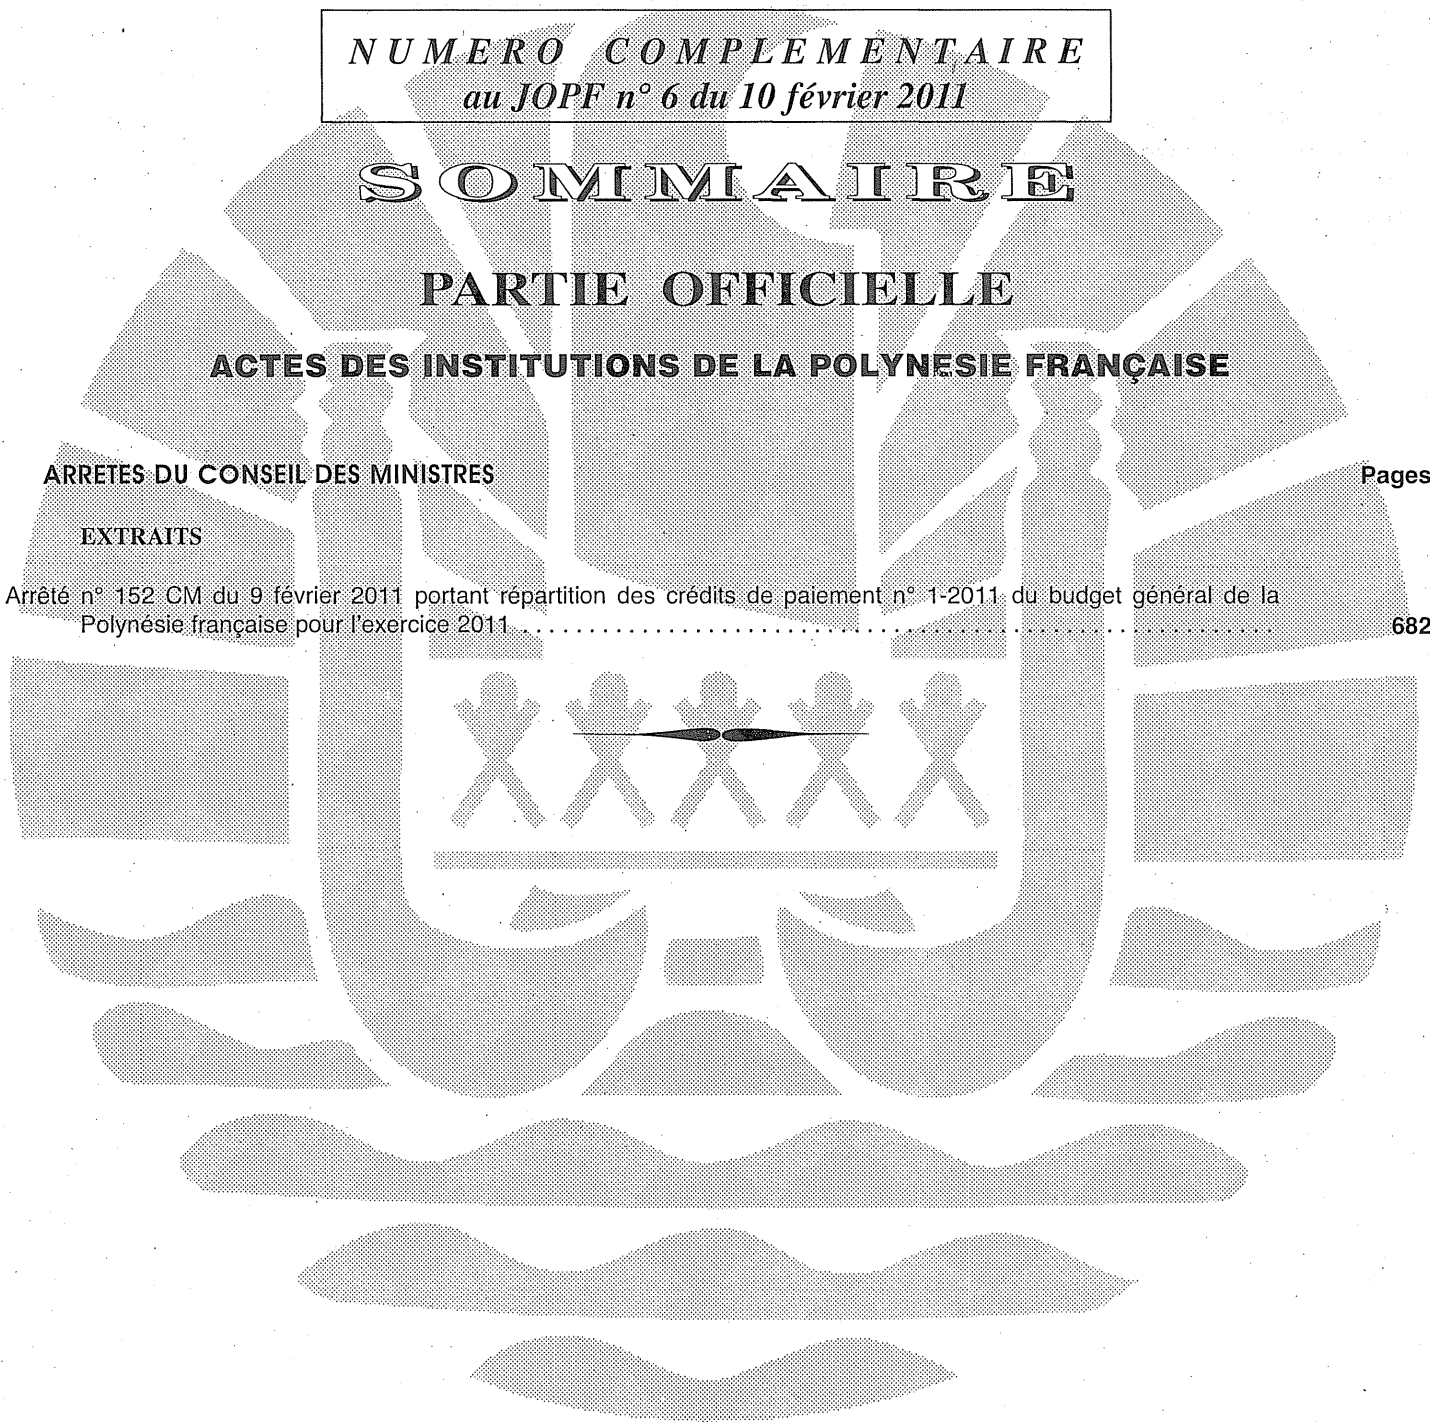 NUMERO COMPLEMENTAIRE
au JOPF n° 6 du 10 février 2011
SOMMAIRE
PARTIE OFFICIELLE
ACTES DES INSTITUTIONS DE LA POLYNESIE FRANÇAISE
ARRETES DU CONSEIL DES MINISTRES Pages
EXTRAITS
Arrêté n° 152 CM du 9 février 2011 portant répartition des crédits de paiement n° 1-2011 du budget général de la
Polynésie française pour l'exercice 2011 . . . . . . . . . . . . . . . . . . . . . . . . . . . . . . . . . . . . . . . . . . . . . . . . . . . . . . . . . 682